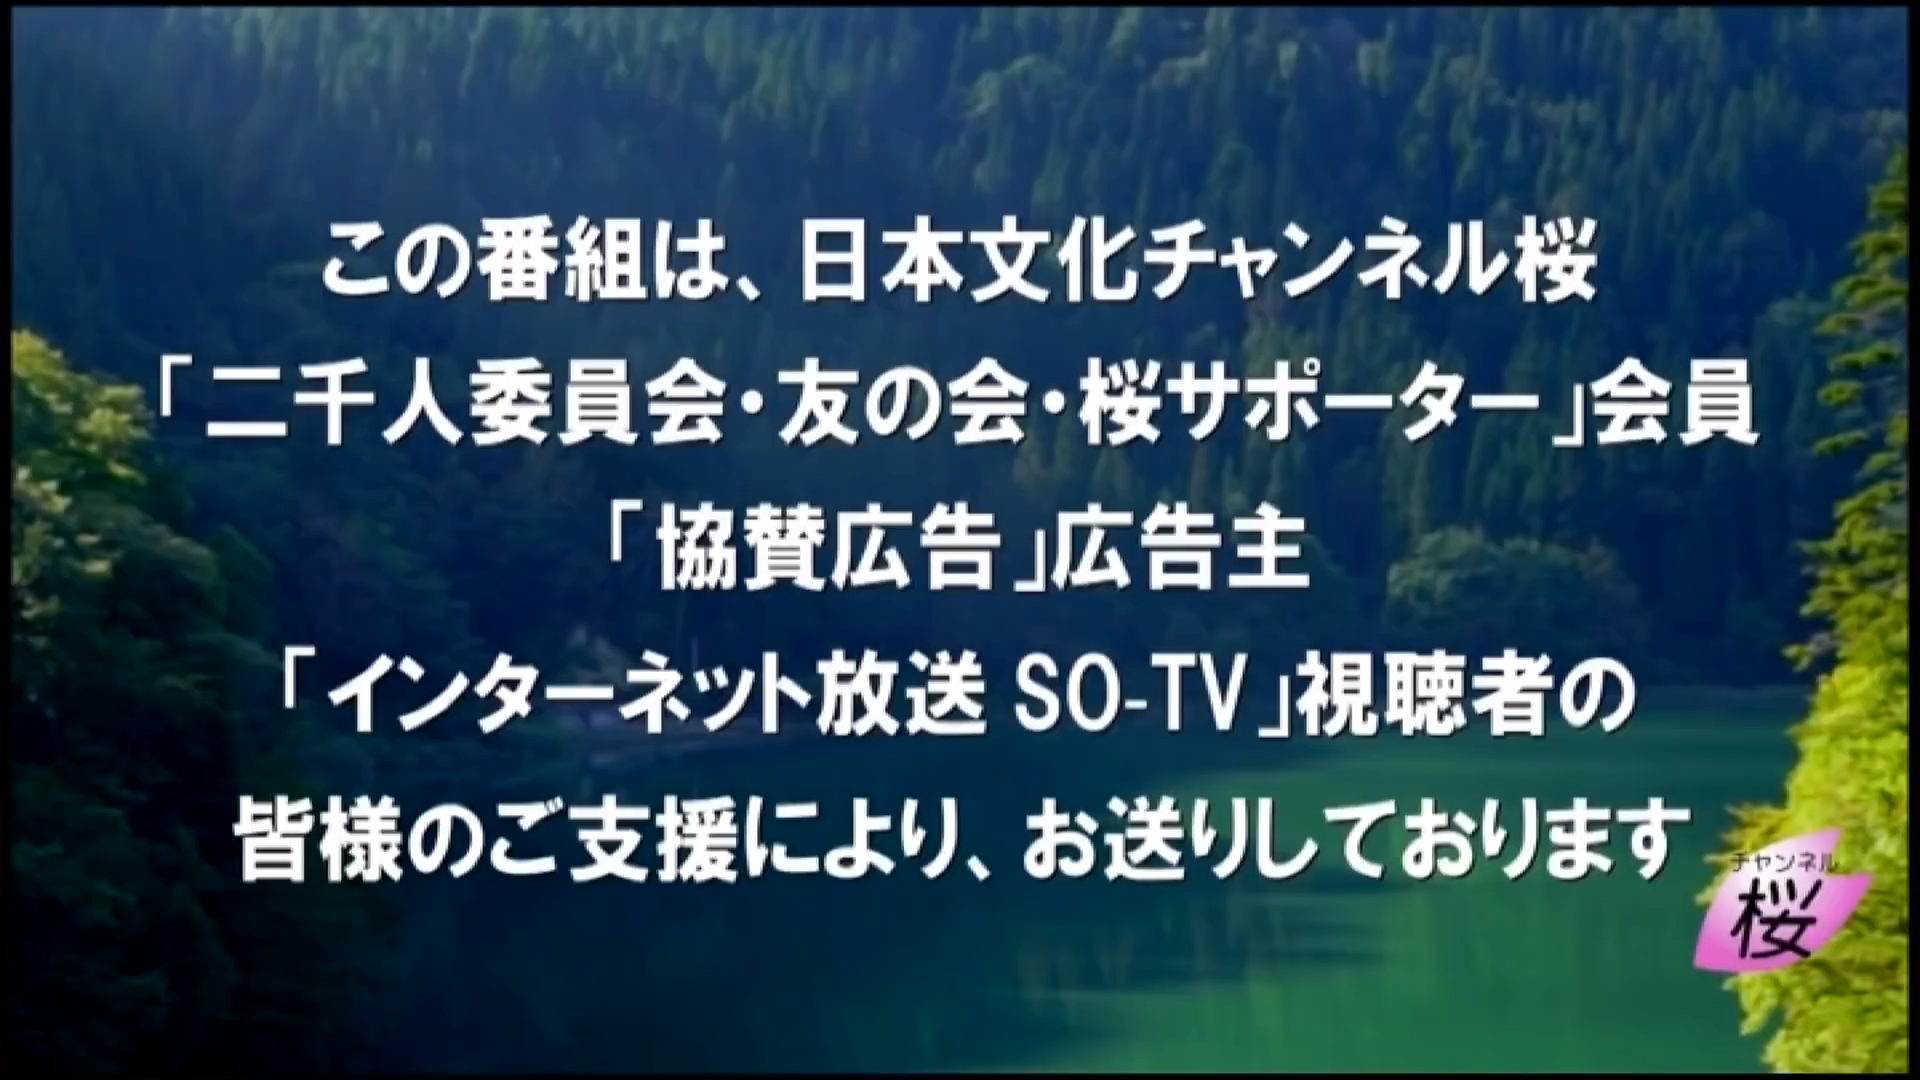 この番組は、日本文化チャンネル桜
「二千人委員会・友の会・桜サポーター」会員
「協賛広告」広告主
「インターネット放送 SO-TV」視聴者の
皆様のご支援により、お送りしております
チャンネル
桜